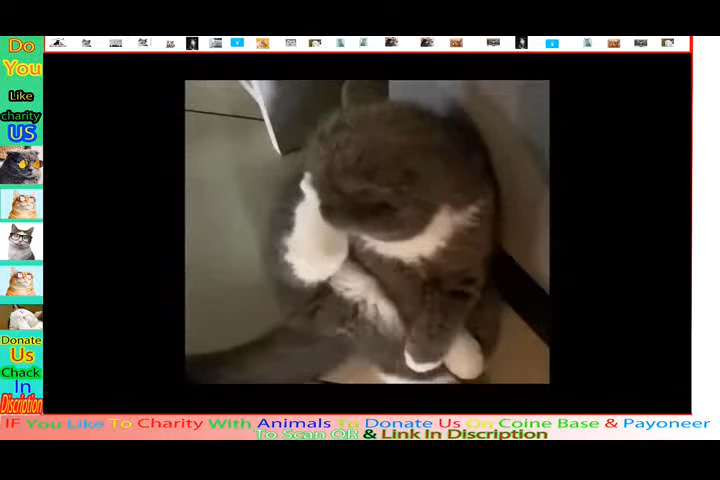 Do
You
Like
charity
US
Donate
Us
Chack
In
Discription
IF You Like To Charity With Animals To Donate Us On Coine Base & Payoneer
To Scan QR & Link In Discription